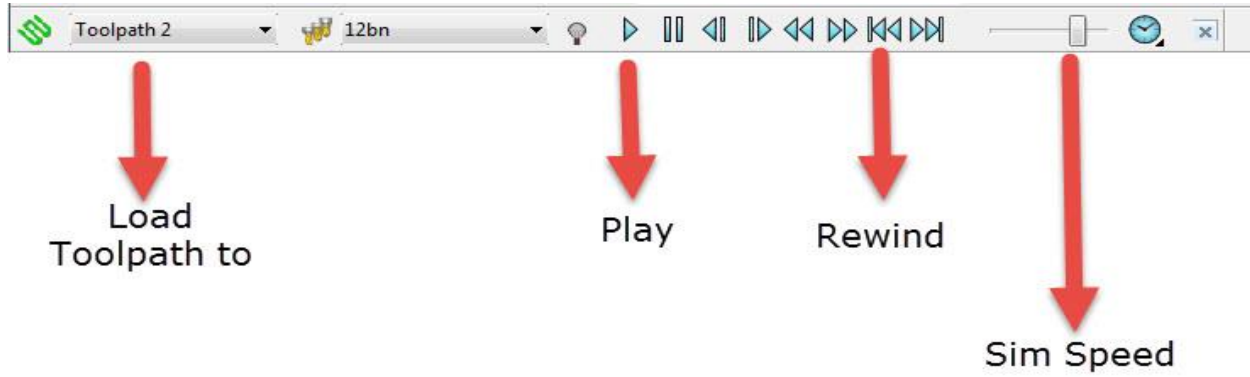 Toolpath 2
12bn
Load
Toolpath to
Play
Rewind
Sim Speed